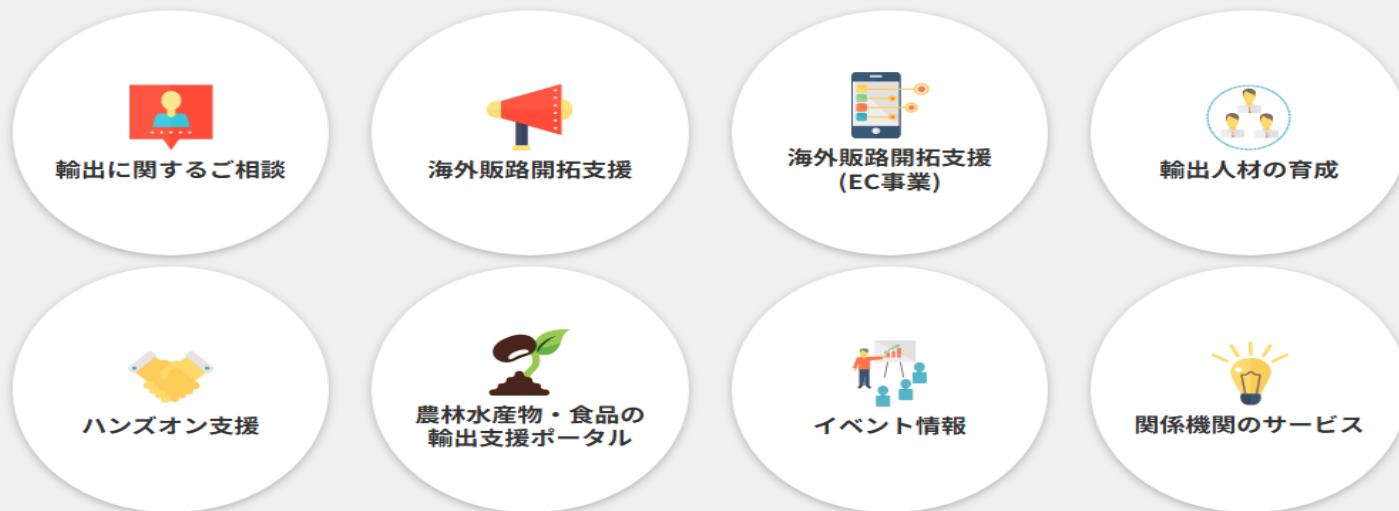 輸出に関するご相談
海外販路開拓支援
海外販路開拓支援
(EC事業)
輸出人材の育成
ハンズオン支援
農林水産物・食品の
輸出支援ポータル
イベント情報
関係機関のサービス